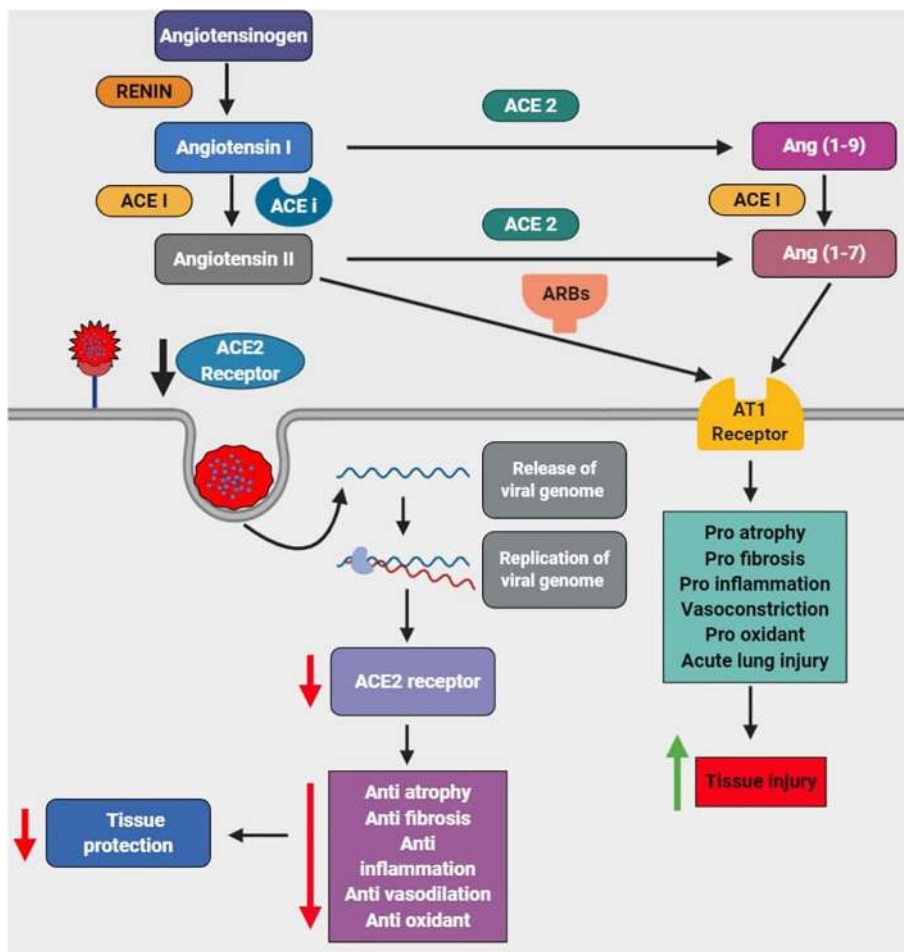 Angiotensinogen
RENIN
ACE 2
Angiotensin I
Ang (1-9)
ACE I
ACE i
ACE I
ACE 2
Angiotensin II
Ang (1-7)
ARBs
ACE2
Receptor
AT1
Receptor
Release of
viral genome
Replication of
viral genome
Pro atrophy
Pro fibrosis
Pro inflammation
Vasoconstriction
Pro oxidant
Acute lung injury
ACE2 receptor
Tissue injury
Anti atrophy
Anti fibrosis
Anti
inflammation
Anti vasodilation
Anti oxidant
Tissue
protection